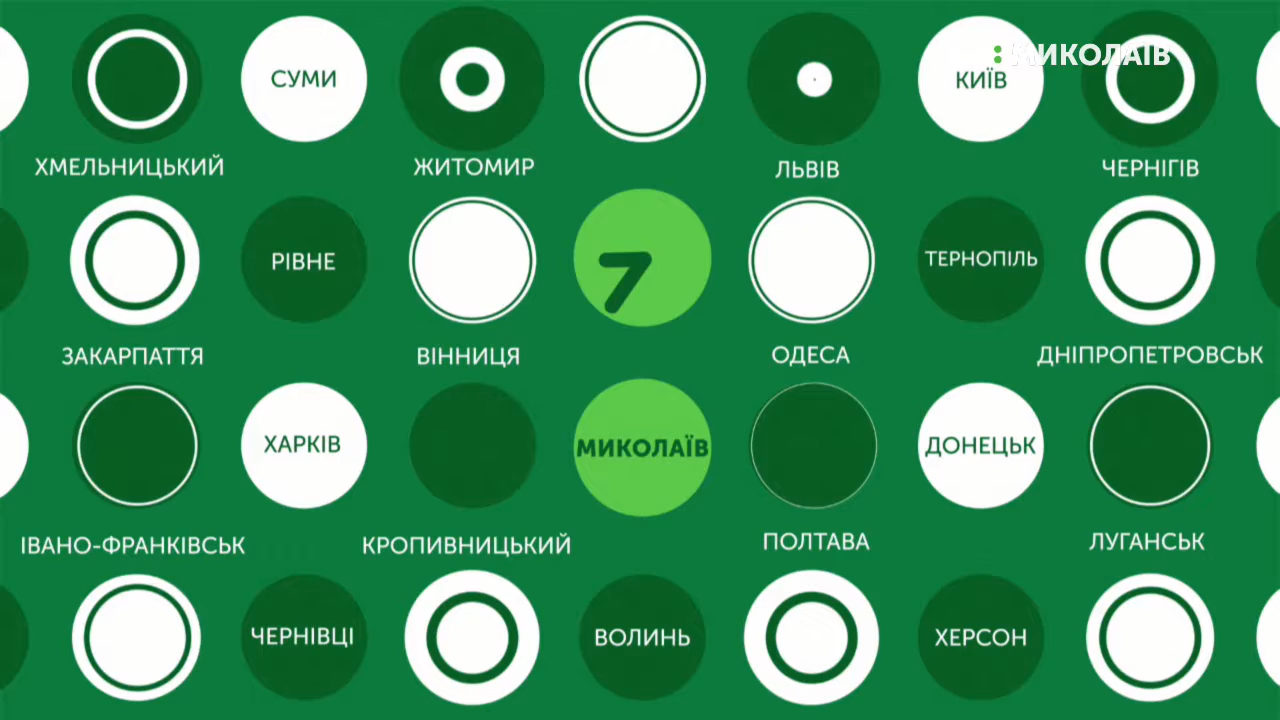 МИКОЛАЇВ
СУМИ
КИЇВ
ХМЕЛЬНИЦЬКИЙ
ЖИТОМИР
ЛЬВІВ
ЧЕРНІГІВ
РІВНЕ
ТЕРНОПІЛЬ
ЗАКАРПАТТЯ
ВІННИЦЯ
ОДЕСА
ДНІПРОПЕТРОВСЬК
ХАРКІВ
МИКОЛАЇВ
ДОНЕЦЬК
ІВАНО-ФРАНКІВСЬК
КРОПИВНИЦЬКИЙ
ПОЛТАВА
ЛУГАНСЬК
ЧЕРНІВЦІ
ВОЛИНЬ
ХЕРСОН